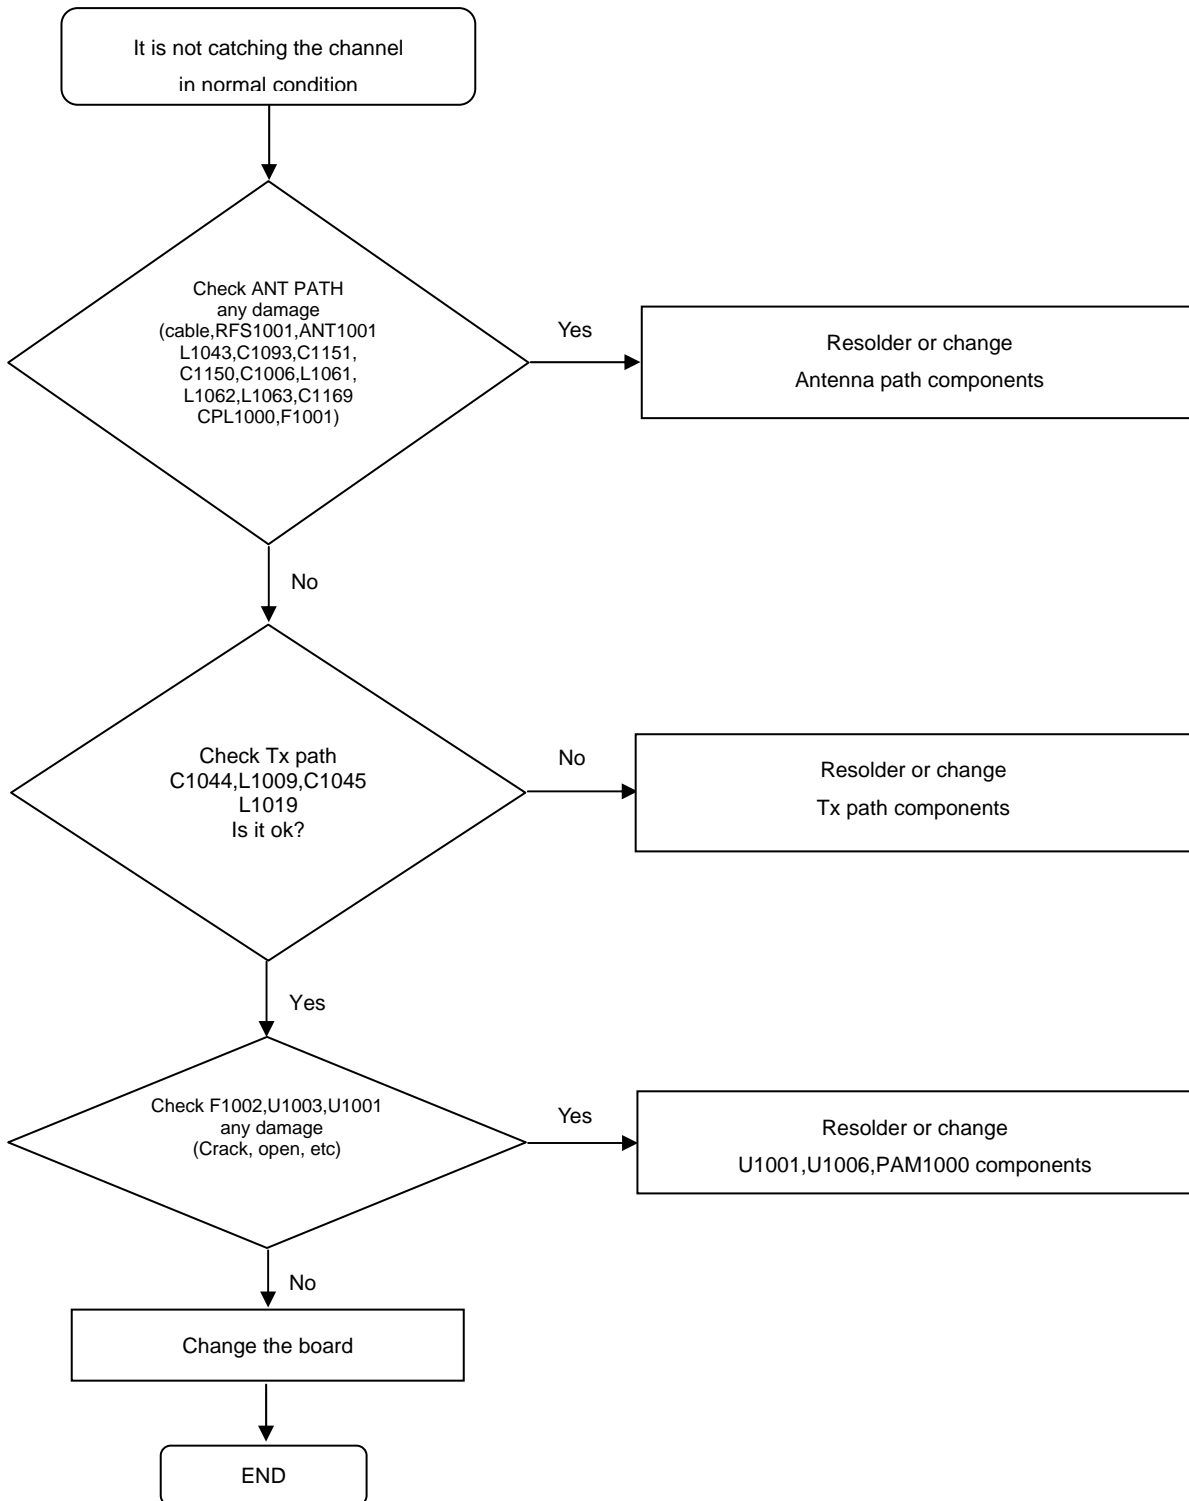 It is not catching the channel
in normal condition
Check ANT PATH
any damage
(cable,RFS1001,ANT1001
L1043,C1093,C1151,
C1150,C1006,L1061,
L1062,L1063,C1169
CPL1000,F1001)
Yes
Resolder or change
Antenna path components
No
Check Tx path
C1044,L1009,C1045
L1019
Is it ok?
No
Resolder or change
Tx path components
Yes
Check F1002,U1003,U1001
any damage
(Crack, open, etc)
Yes
Resolder or change
U1001,U1006,PAM1000 components
No
Change the board
END